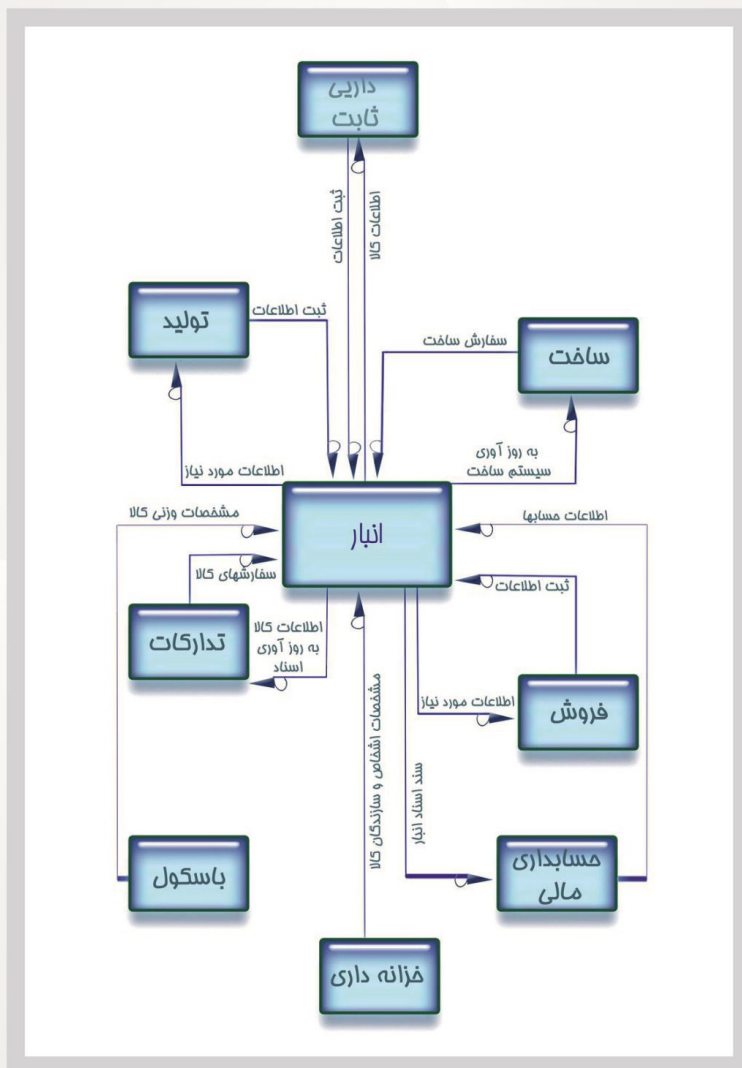 داریی
ثابت
ثبت اطلاعات
اطلاعات کالا
تولید
ثبت اطلاعات
سفارش ساخت
ساخت
اطلاعات مورد نیاز
به روز آوری
سیستم ساخت
مشخصات وزنی کالا
انبار
اطلاعات حسابها
سفارشهای کالا
ثبت اطلاعات
تدارکات
اطلاعات کالا
به روز آوری
اسناد
مشخصات اشخاص و سازندگان کالا
سند اسناد انبار
اطلاعات مورد نیاز
فروش
باسکول
حسابداری
مالی
خزانه داری